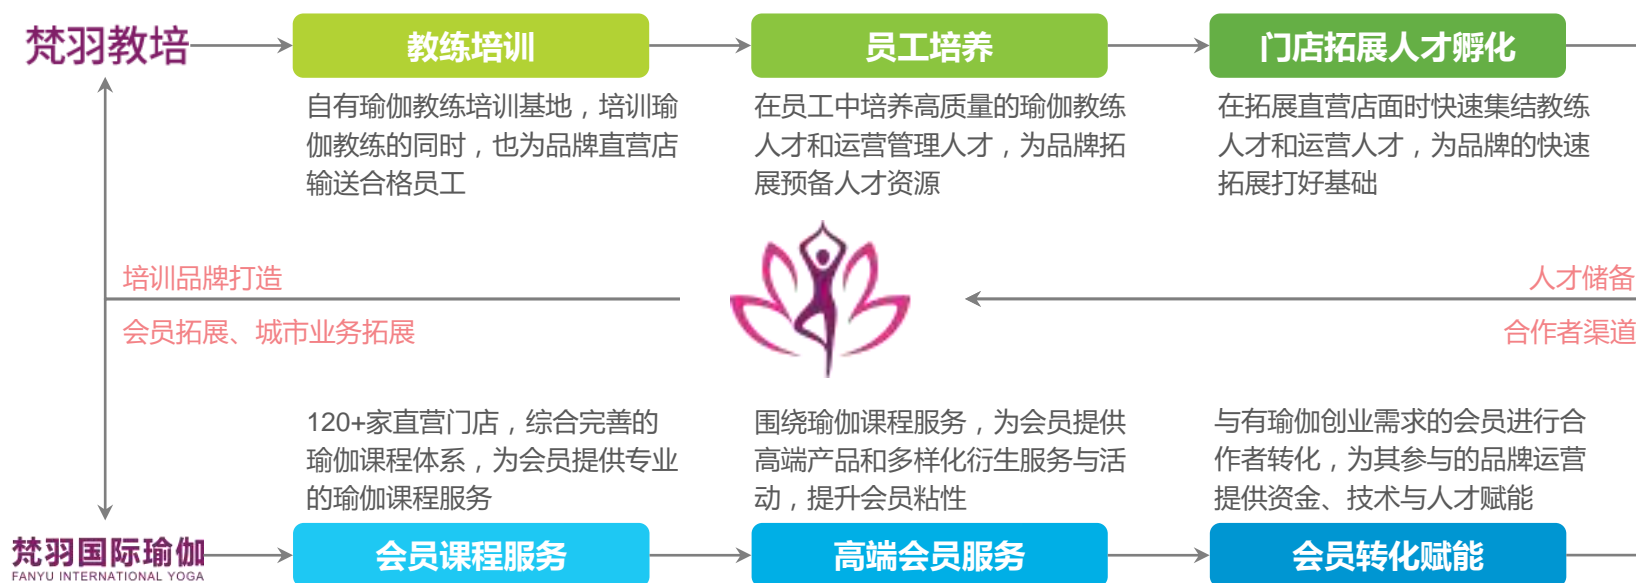 梵羽教培
教练培训
员工培养
门店拓展人才孵化
自有瑜伽教练培训基地，培训瑜
伽教练的同时，也为品牌直营店
输送合格员工
在员工中培养高质量的瑜伽教练
人才和运营管理人才，为品牌拓
展预备人才资源
在拓展直营店面时快速集结教练
人才和运营人才，为品牌的快速
拓展打好基础
培训品牌打造
会员拓展、城市业务拓展
人才储备
合作者渠道
120+家直营门店，综合完善的
瑜伽课程体系，为会员提供专业
的瑜伽课程服务
围绕瑜伽课程服务，为会员提供
高端产品和多样化衍生服务与活
动，提升会员粘性
与有瑜伽创业需求的会员进行合
作者转化，为其参与的品牌运营
提供资金、技术与人才赋能
梵羽国际瑜伽
FANYU INTERNATIONAL YOGA
会员课程服务
高端会员服务
会员转化赋能